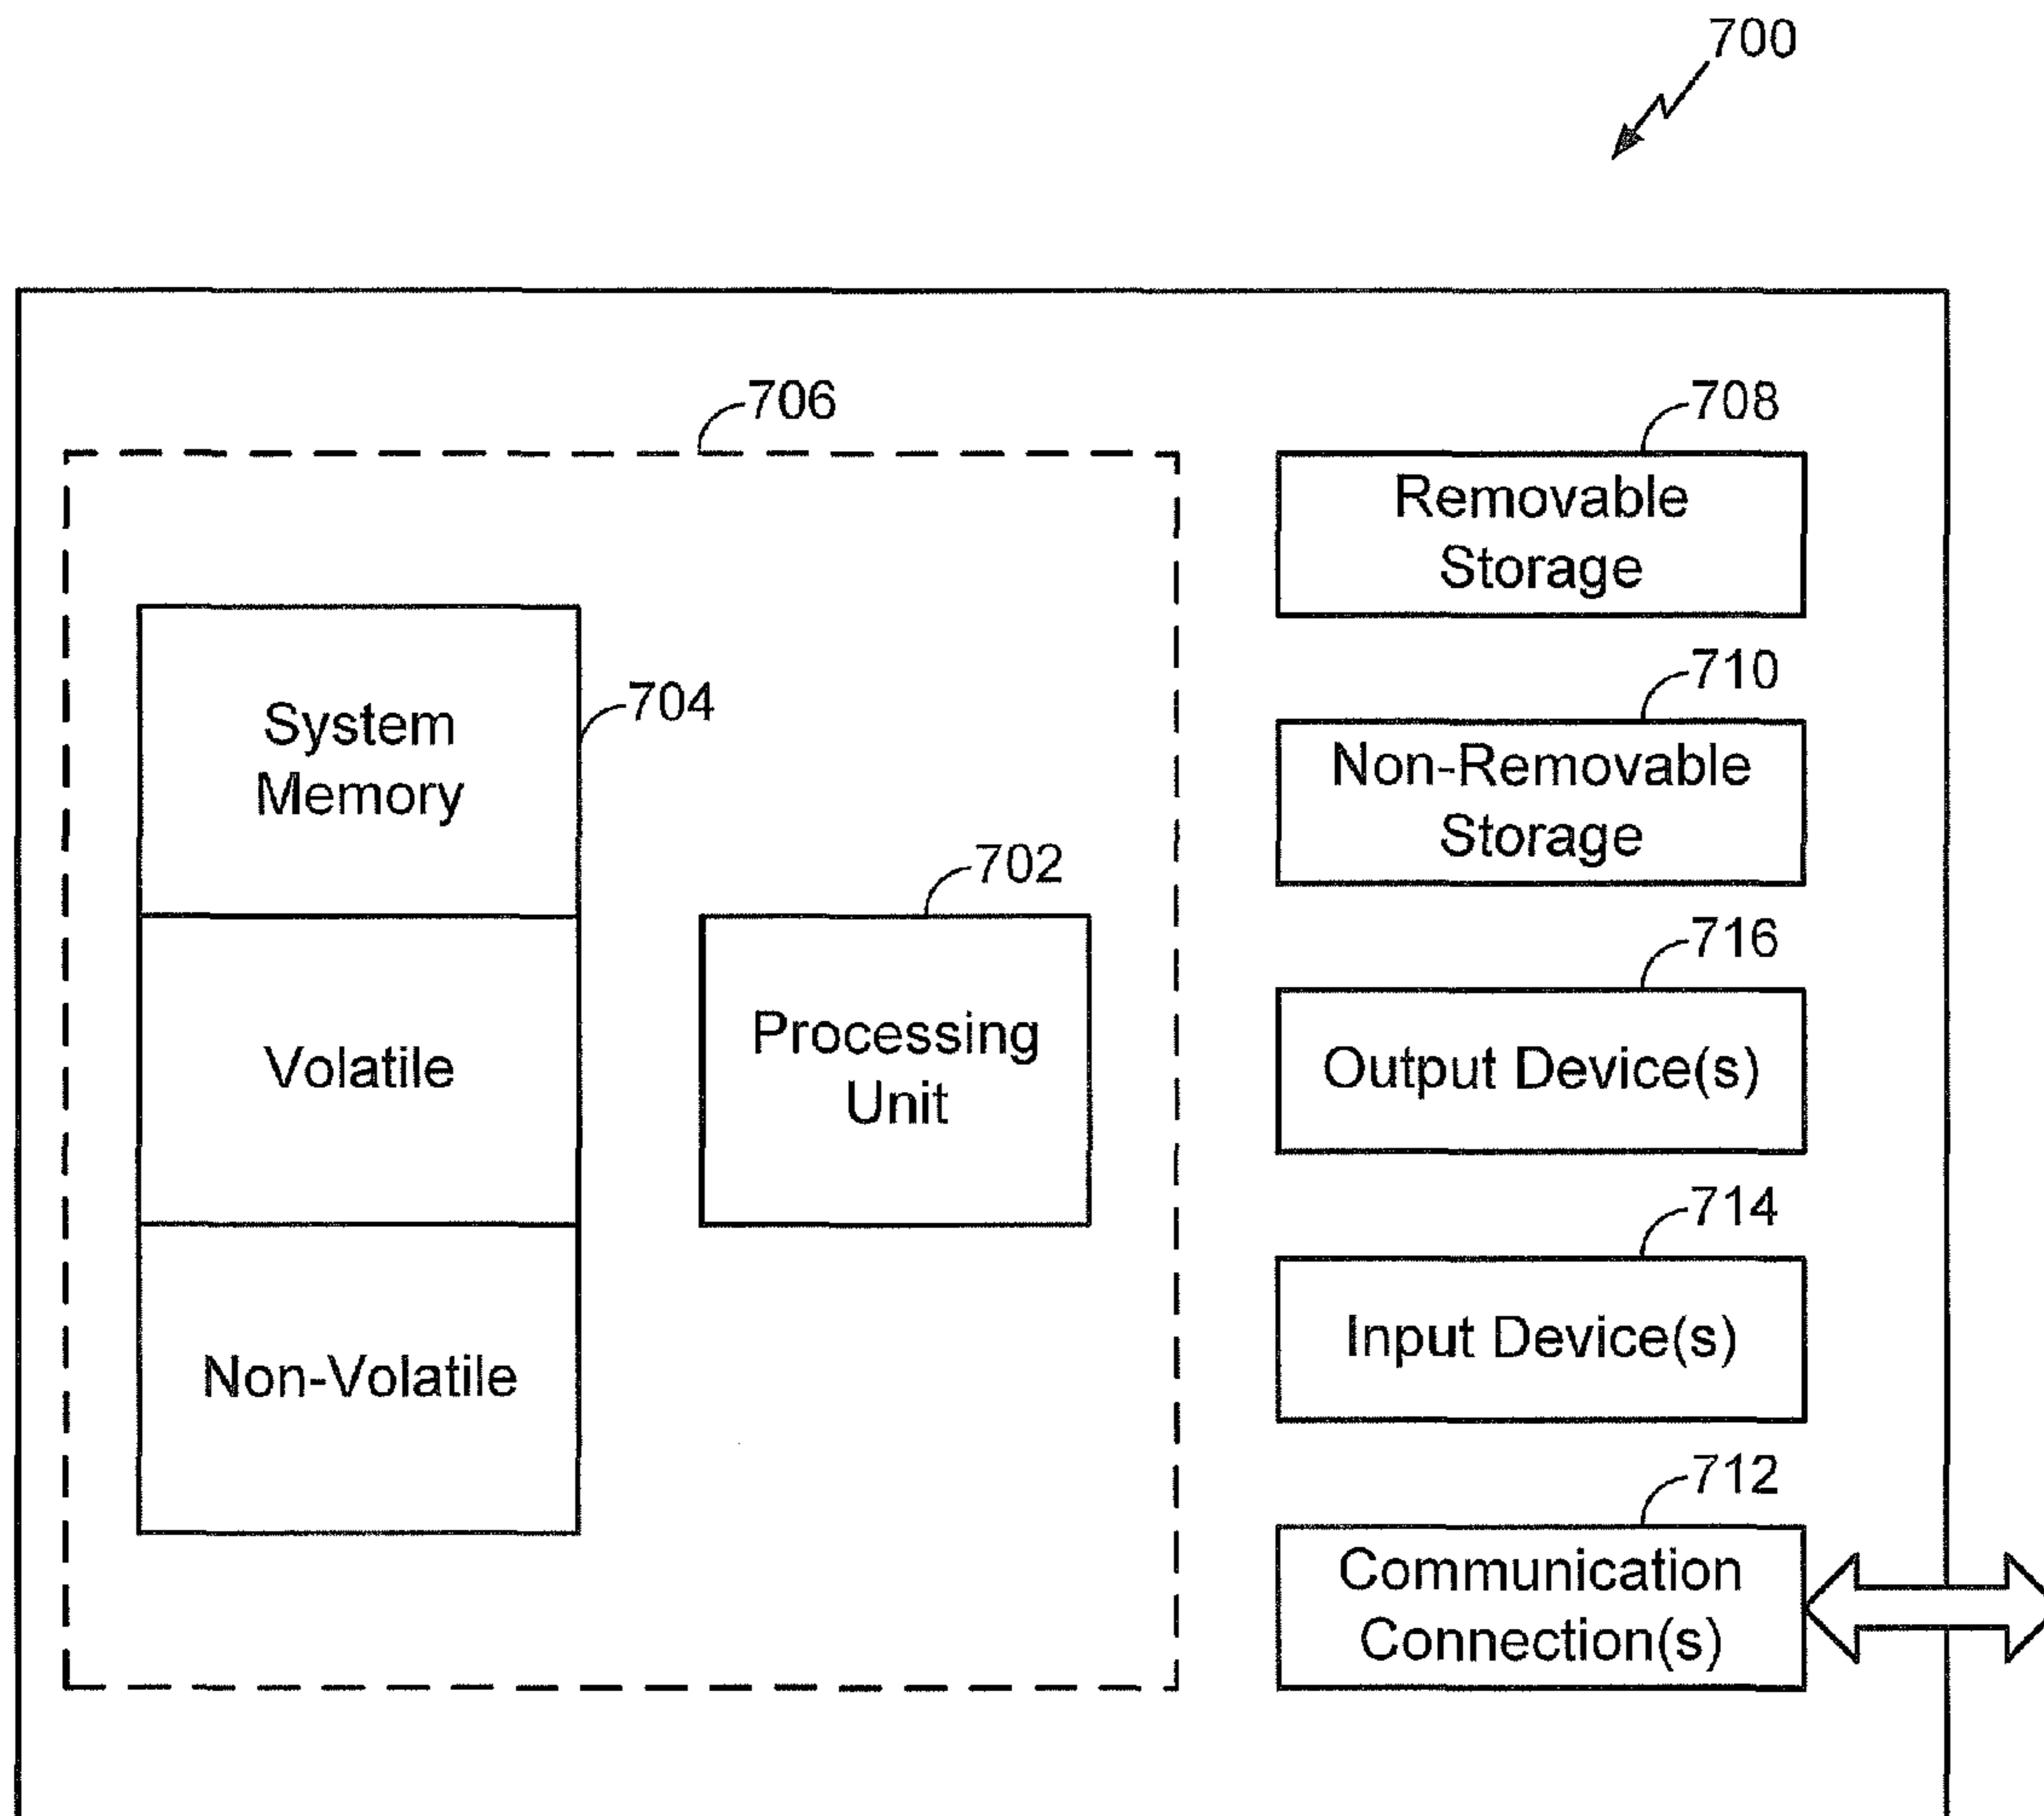 700
706
708
Removable
Storage
704
System
Memory
710
Non-Removable
Storage
702
Processing
Unit
Volatile
716
Output Device(s)
Non-Volatile
714
Input Device(s)
712
Communication
Connection(s)